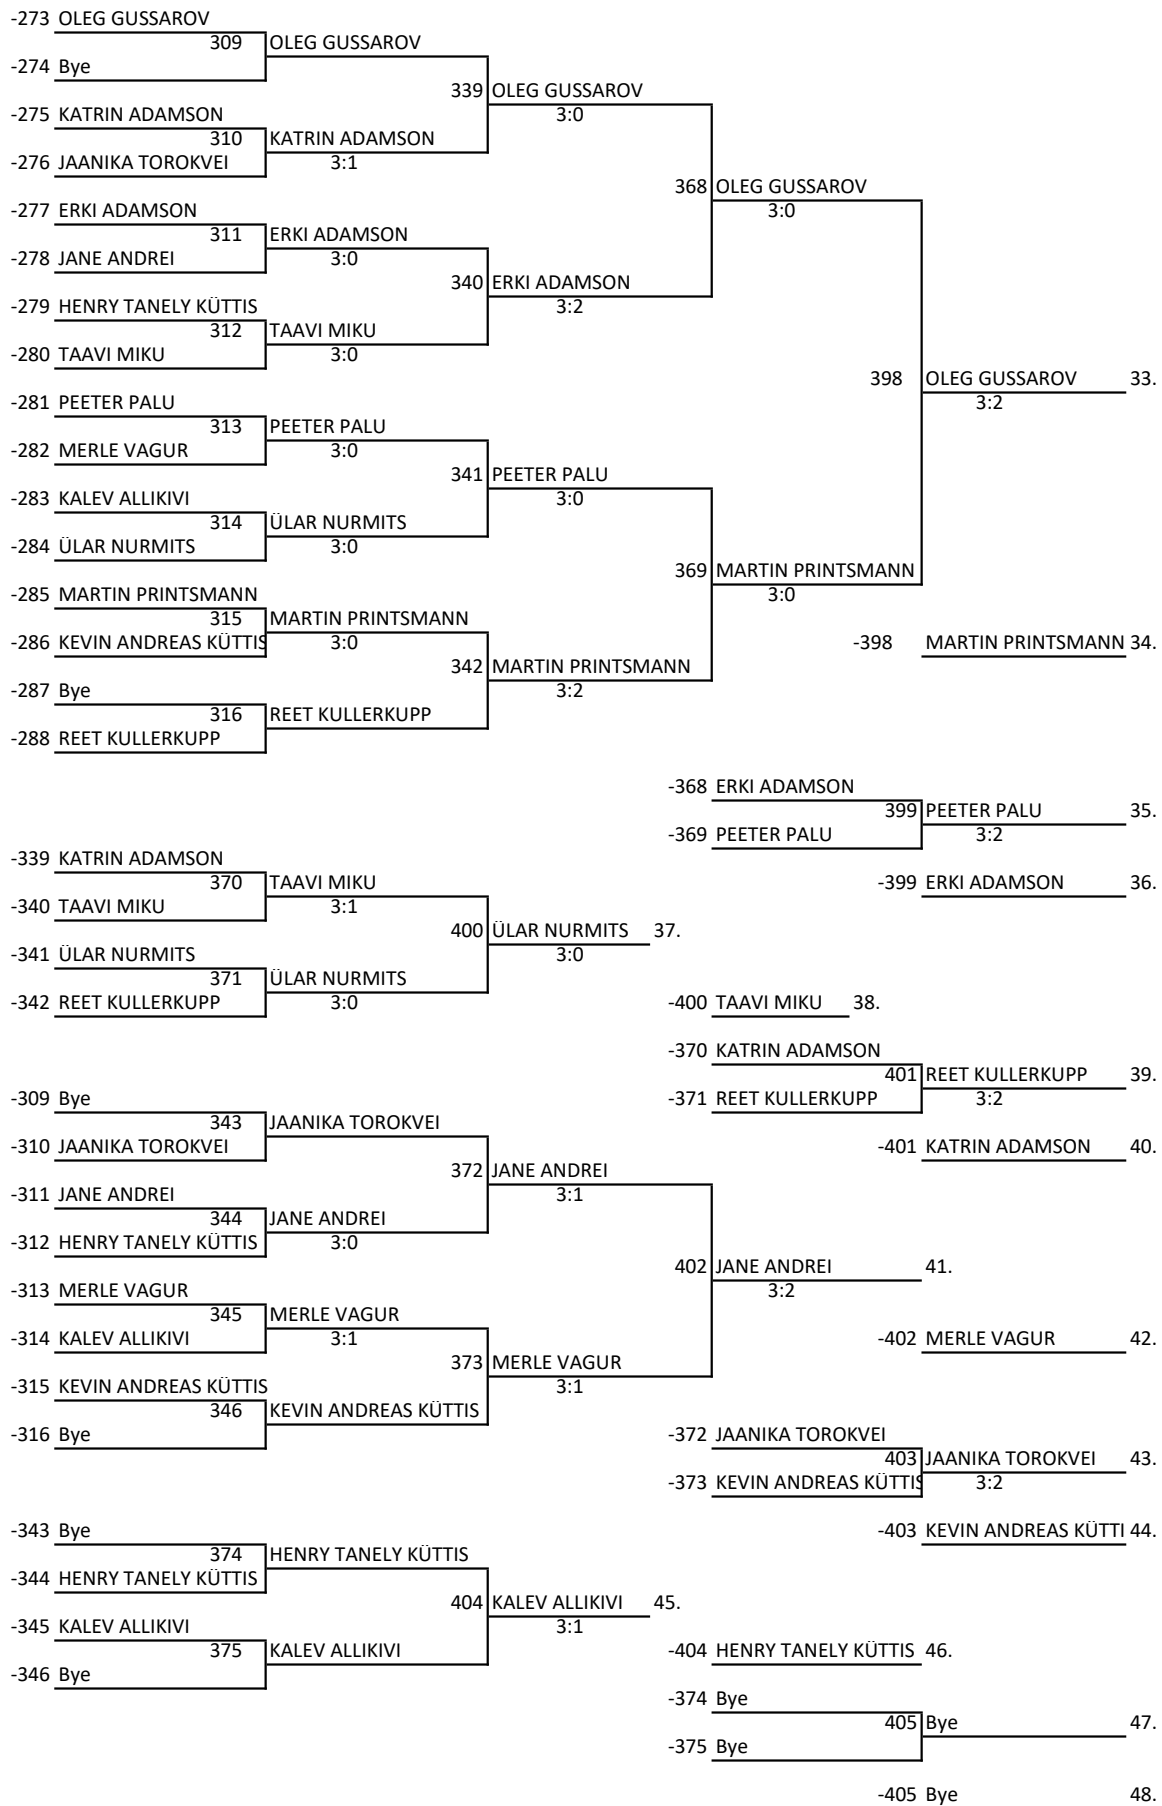 -273 OLEG GUSSAROV
309 OLEG GUSSAROV
-274 Bye
339 OLEG GUSSAROV
3:0
-275 KATRIN ADAMSON
310 KATRIN ADAMSON
-276 JAANIKA TOROKVEI 3:1
368 OLEG GUSSAROV
3:0
-277 ERKI ADAMSON
311 ERKI ADAMSON
-278 JANE ANDREI 3:0
340 ERKI ADAMSON
3:2
-279 HENRY TANELY KÜTTIS
312 TAAVI MIKU
-280 TAAVI MIKU 3:0
398 OLEG GUSSAROV 33.
3:2
-281 PEETER PALU
313 PEETER PALU
-282 MERLE VAGUR 3:0
341 PEETER PALU
3:0
-283 KALEV ALLIKIVI
314 ÜLAR NURMITS
-284 ÜLAR NURMITS 3:0
369 MARTIN PRINTSMANN
3:0
-285 MARTIN PRINTSMANN
315 MARTIN PRINTSMANN
-286 KEVIN ANDREAS KÜTTIS 3:0
-398 MARTIN PRINTSMANN 34.
342 MARTIN PRINTSMANN
3:2
-287 Bye
316 REET KULLERKUPP
-288 REET KULLERKUPP
-368 ERKI ADAMSON
399 PEETER PALU 35.
-369 PEETER PALU 3:2
-339 KATRIN ADAMSON
370 TAAVI MIKU
-399 ERKI ADAMSON 36.
-340 TAAVI MIKU 3:1
400 ÜLAR NURMITS 37.
3:0
-341 ÜLAR NURMITS
371 ÜLAR NURMITS
-342 REET KULLERKUPP 3:0
-400 TAAVI MIKU 38.
-370 KATRIN ADAMSON
401 REET KULLERKUPP 39.
-371 REET KULLERKUPP 3:2
-309 Bye
343 JAANIKA TOROKVEI
-310 JAANIKA TOROKVEI
-401 KATRIN ADAMSON 40.
372 JANE ANDREI
3:1
-311 JANE ANDREI
344 JANE ANDREI
-312 HENRY TANELY KÜTTIS 3:0
402 JANE ANDREI 41.
3:2
-313 MERLE VAGUR
345 MERLE VAGUR
-314 KALEV ALLIKIVI 3:1
-402 MERLE VAGUR 42.
373 MERLE VAGUR
3:1
-315 KEVIN ANDREAS KÜTTIS
346 KEVIN ANDREAS KÜTTIS
-316 Bye
-372 JAANIKA TOROKVEI
403 JAANIKA TOROKVEI 43.
-373 KEVIN ANDREAS KÜTTIS 3:2
-343 Bye
-403 KEVIN ANDREAS KÜTTI 44.
374 HENRY TANELY KÜTTIS
-344 HENRY TANELY KÜTTIS
404 KALEV ALLIKIVI 45.
3:1
-345 KALEV ALLIKIVI
375 KALEV ALLIKIVI
-346 Bye
-404 HENRY TANELY KÜTTIS 46.
-374 Bye
405 Bye 47.
-375 Bye
-405 Bye 48.